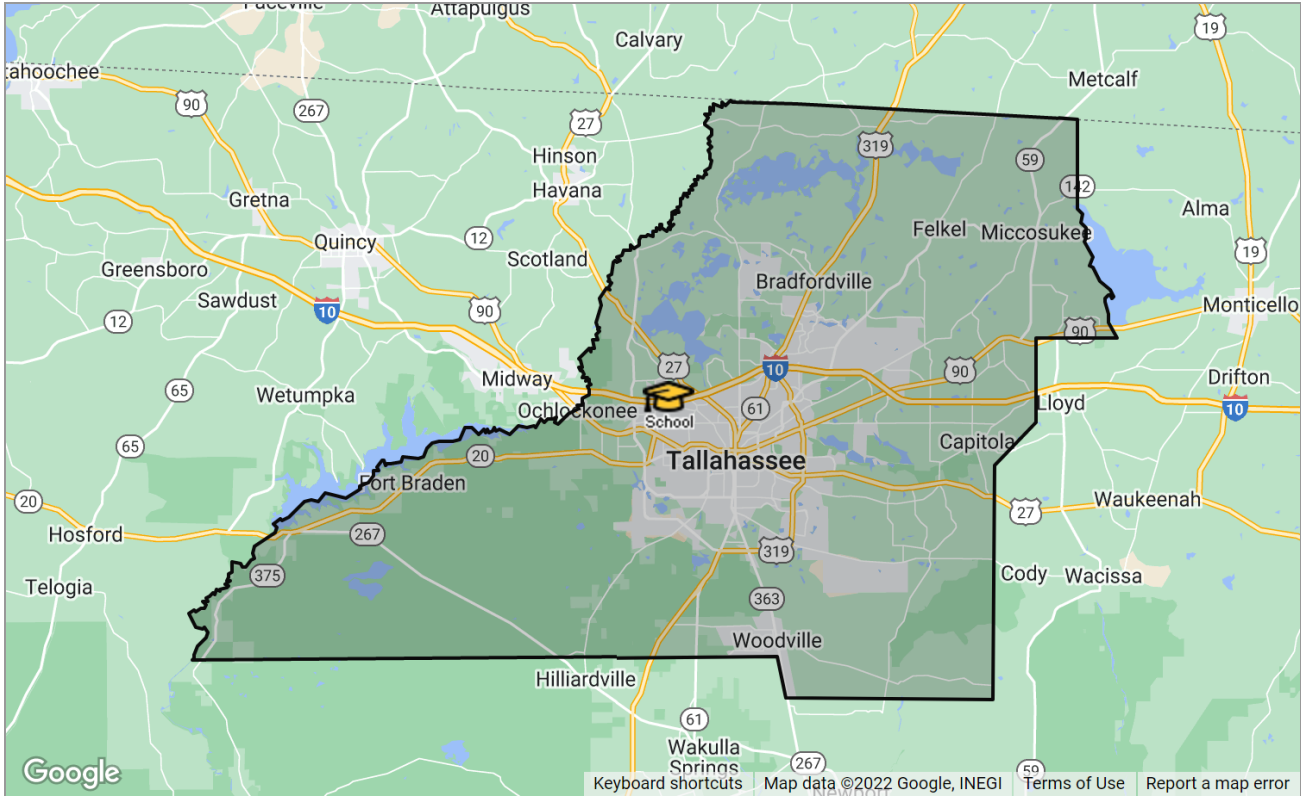 Faceville
Attapulgus
Calvary
19
tahoochee
Metcalf
90
267
27
319
59
Hinson
142
Havana
Gretna
Alma
Felkel
Miccosukee
12
Quincy
19
Scotland
Greensboro
Bradfordville
Sawdust
10
90
Monticello
12
90
27
10
90
Midway
Drifton
65
Wetumpka
Ochlockonee
61
Lloyd
10
School
65
Capitola
20
Tallahassee
Fort Braden
20
Waukeenah
27
Hosford
267
319
375
Cody
Wacissa
Telogia
363
Woodville
Hilliardville
61
Wakulla
Springs
267
59
Newport
Google
Keyboard shortcuts
Map data ©2022 Google, INEGI
Terms of Use
Report a map error